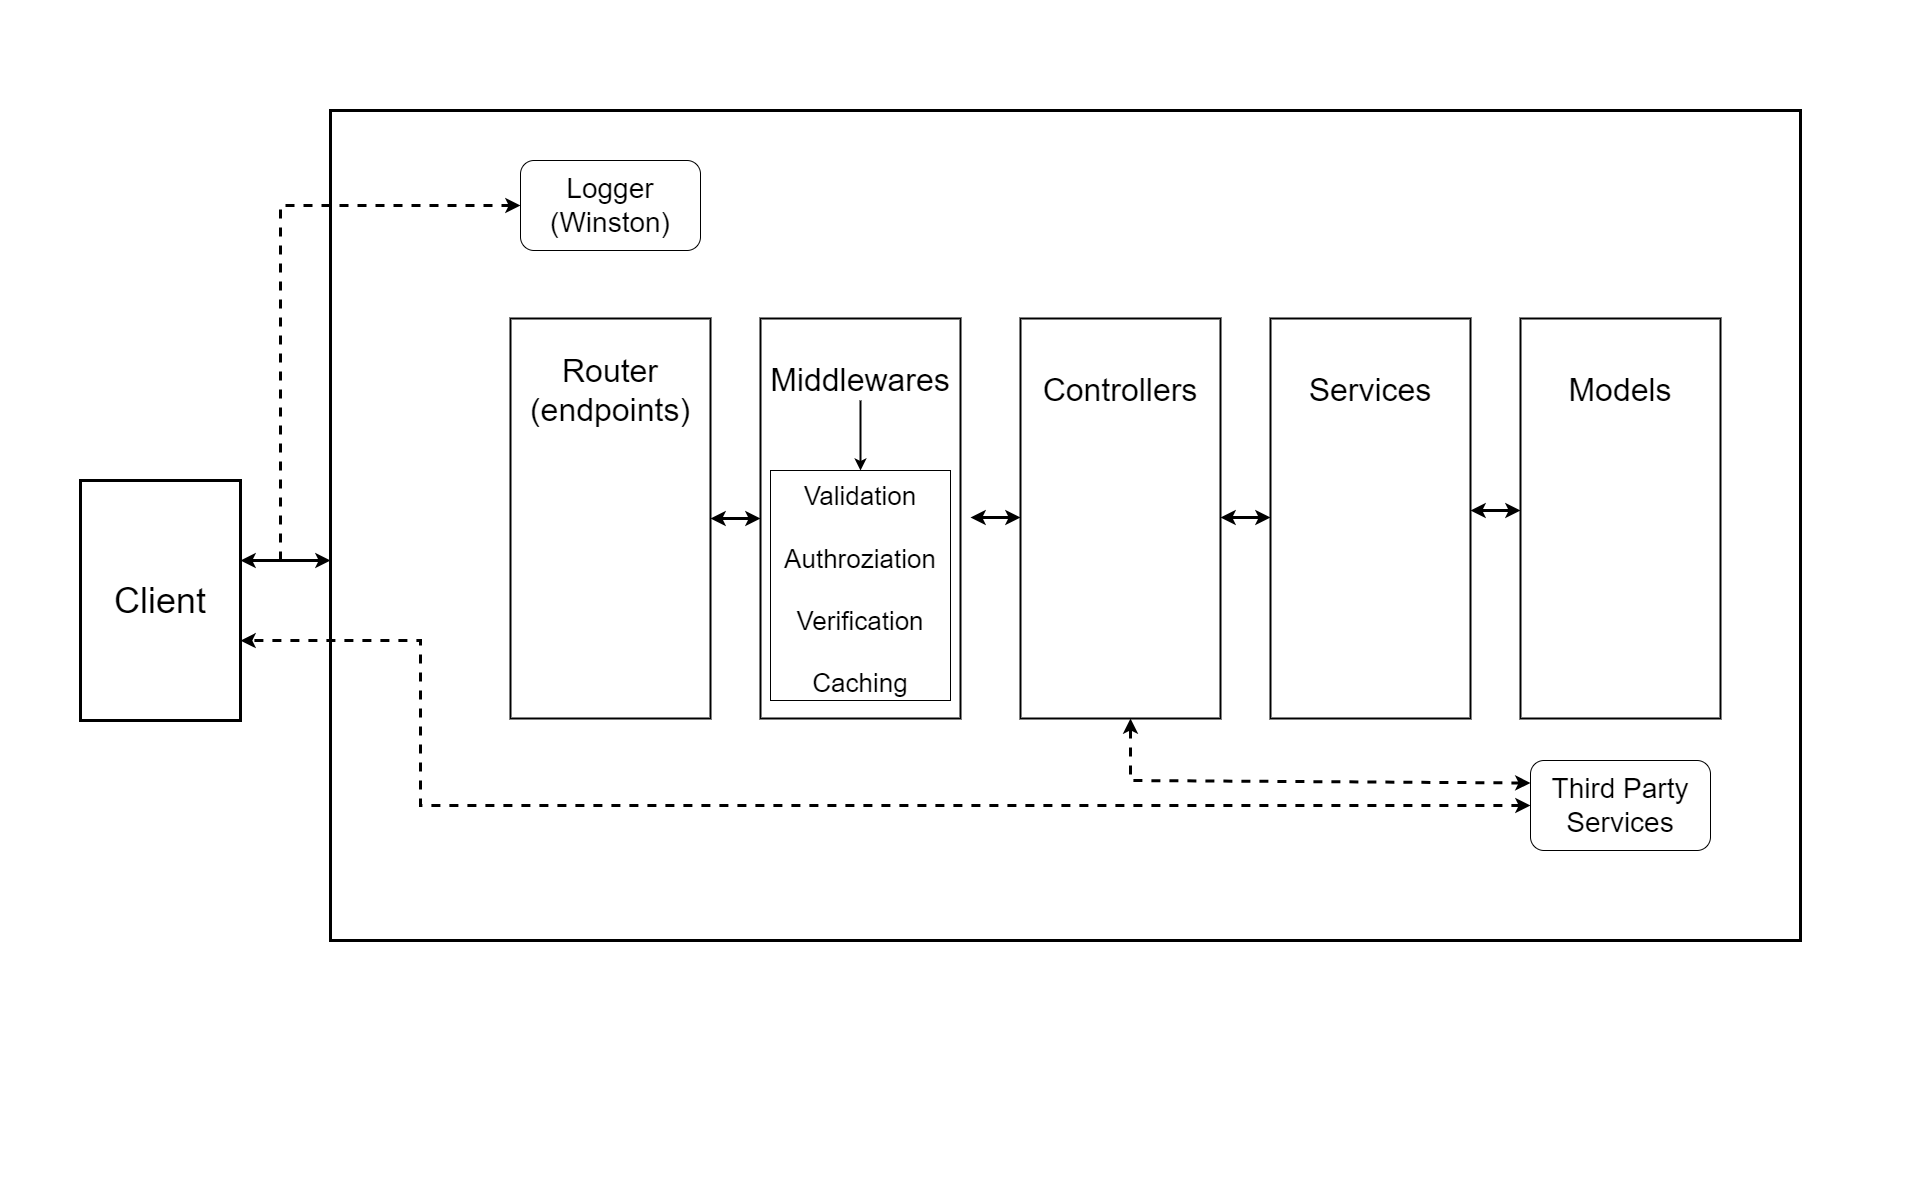 Logger
(Winston)
Router
(endpoints)
Middlewares
Validation
Authroziation
Verification
Caching
Controllers
Services
Models
Client
Third Party
Services